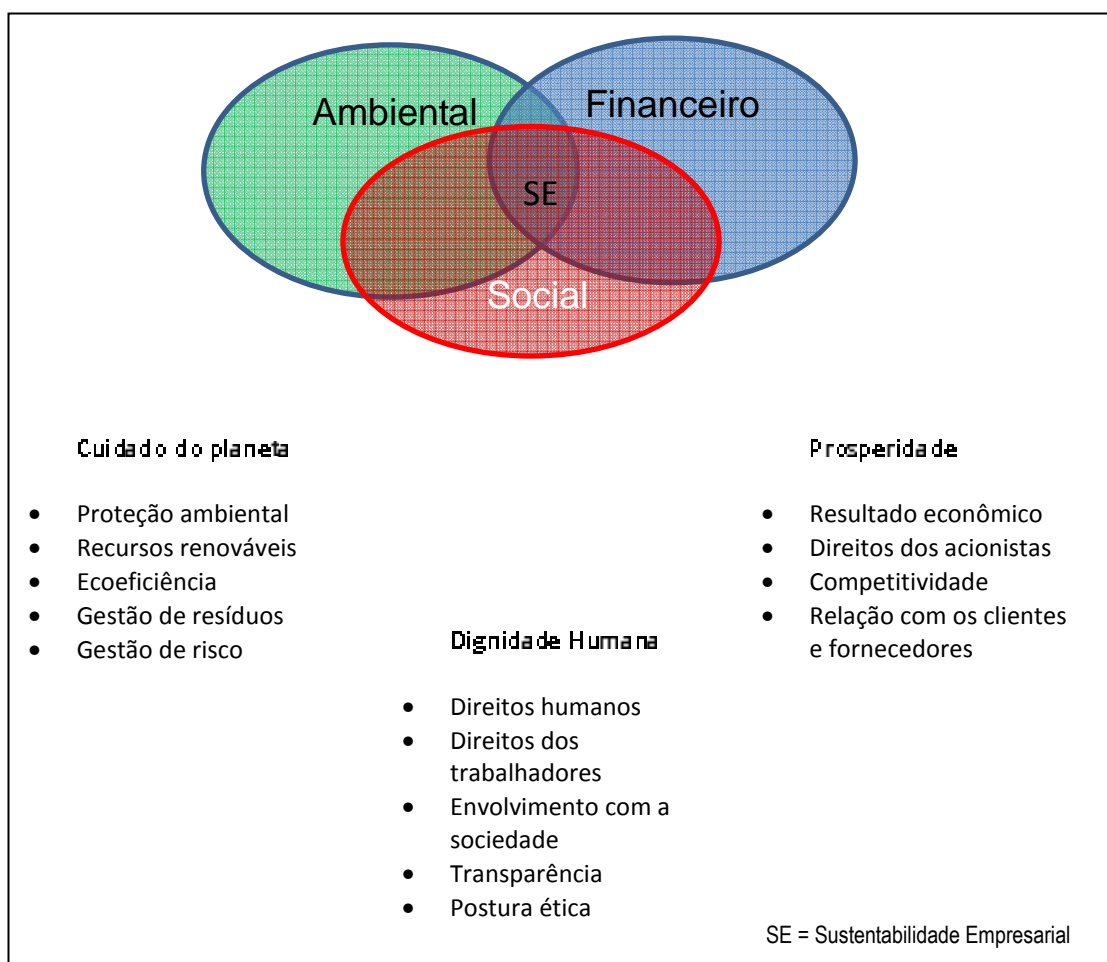 Ambiental
Financeiro
SE
Social
Cuidado do planeta
• Proteção ambiental
• Recursos renováveis
• Ecoeficiência
• Gestão de resíduos
• Gestão de risco
Dignidade Humana
• Direitos humanos
• Direitos dos
trabalhadores
• Envolvimento com a
sociedade
• Transparência
• Postura ética
Prosperidade
• Resultado econômico
• Direitos dos acionistas
• Competitividade
• Relação com os clientes
e fornecedores
SE = Sustentabilidade Empresarial